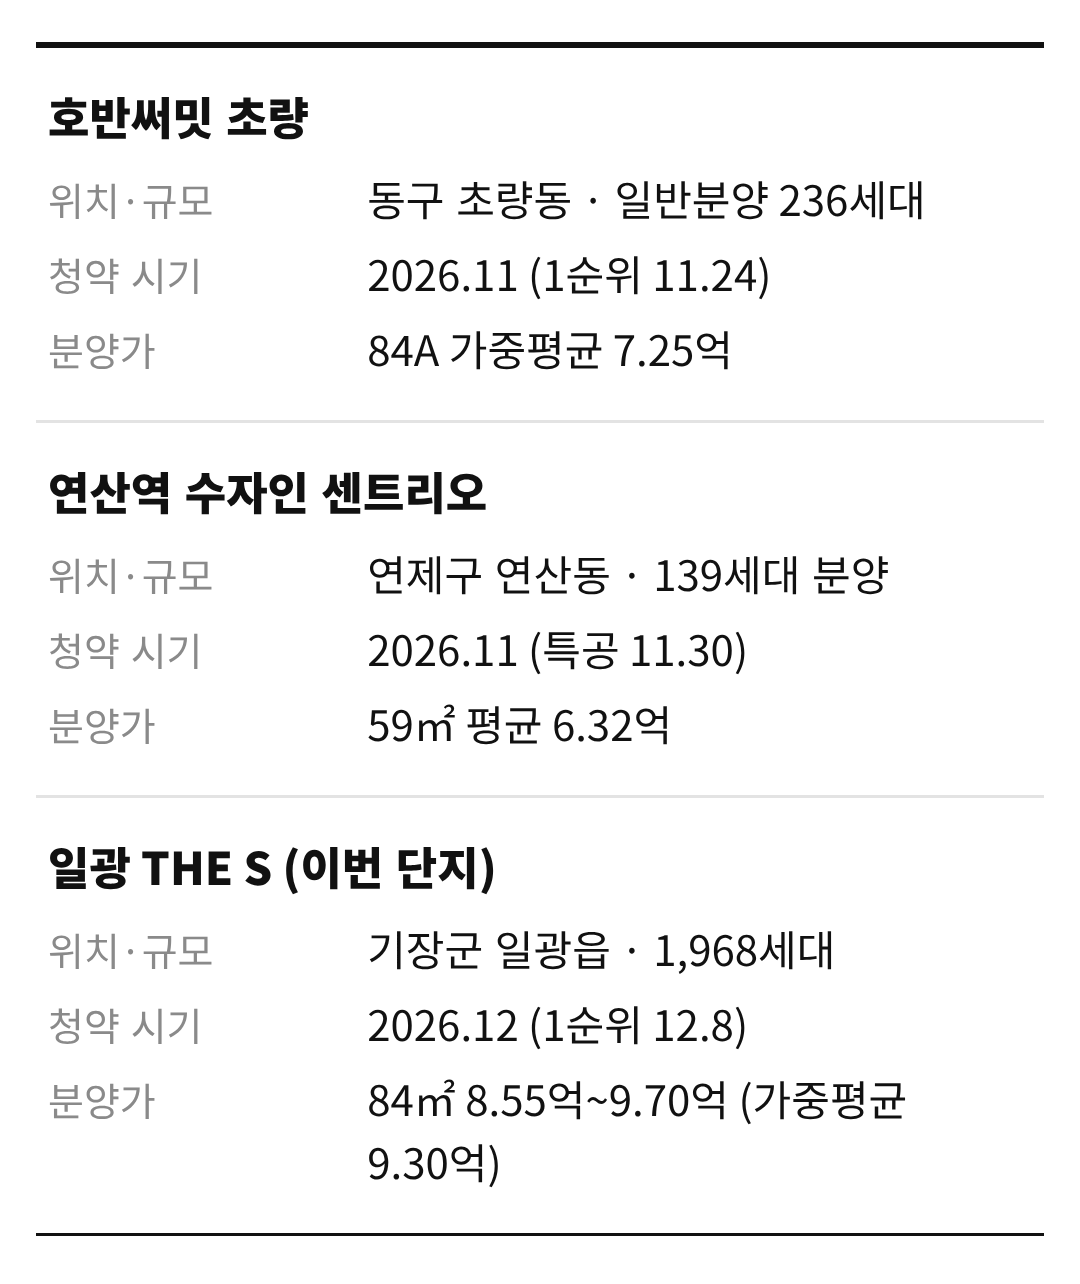 호반써밋 초량
위치·규모 동구 초량동 · 일반분양 236세대
청약 시기 2026.11 (1순위 11.24)
분양가 84A 가중평균 7.25억
연산역 수자인 센트리오
위치·규모 연제구 연산동 · 139세대 분양
청약 시기 2026.11 (특공 11.30)
분양가 59㎡ 평균 6.32억
일광 THE S (이번 단지)
위치·규모 기장군 일광읍 · 1,968세대
청약 시기 2026.12 (1순위 12.8)
분양가 84㎡ 8.55억~9.70억 (가중평균
9.30억)